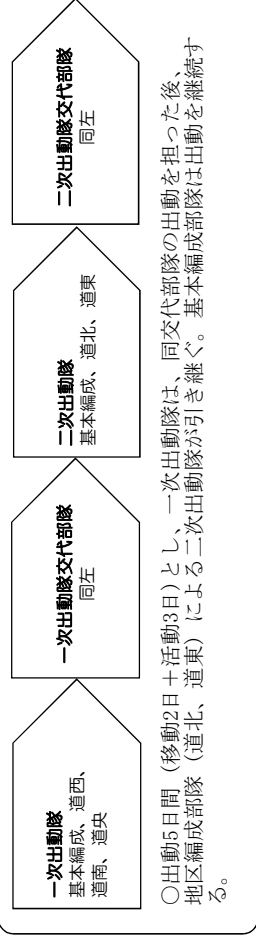 一次出動隊
基本編成、道西、
道南、道央
一次出動隊交代部隊
同左
二次出動隊
基本編成、道北、道東
二次出動隊交代部隊
同左
○出動5日間（移動2日＋活動3日）とし、一次出動隊は、同交代部隊の出動を担った後、
地区編成部隊（道北、道東）による二次出動隊が引き継ぐ。基本編成部隊は出動を継続す
る。